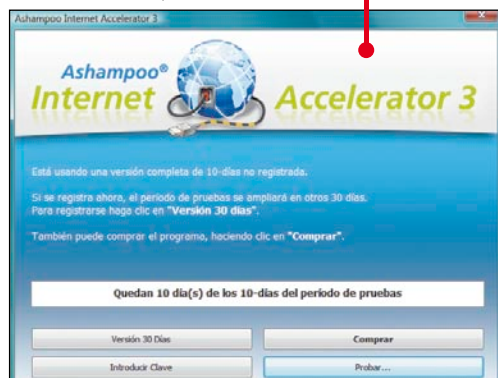 Ashampoo Internet Accelerator 3
Ashampoo®
Internet Accelerator 3
Está usando una versión completa de 10-días no registrada.
Si se registra ahora, el periodo de pruebas se ampliará en otros 30 días.
Para registrarse haga clic en "Versión 30 días".
También puede comprar el programa, haciendo clic en "Comprar".
Quedan 10 día(s) de los 10-días del período de pruebas
Versión 30 Días
Comprar
Introducir Clave
Probar...